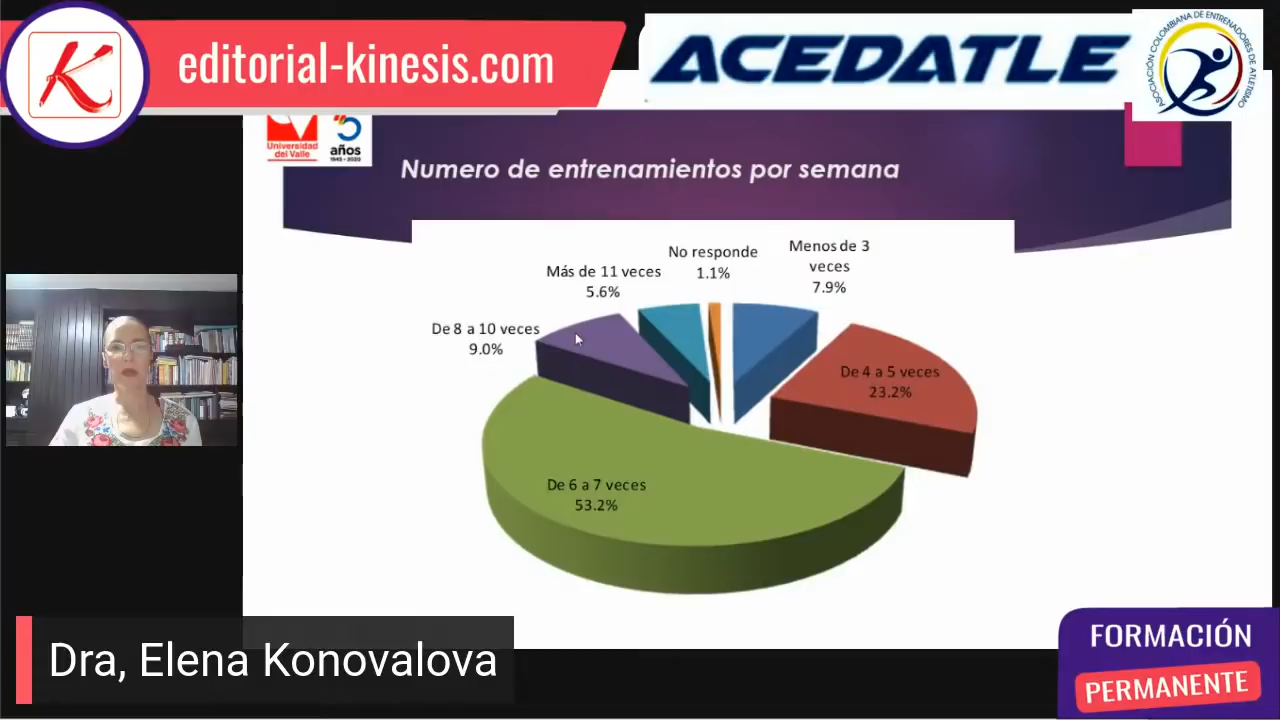 K
editorial-kinesis.com
ACEDATLE
ASOCIACIÓN COLOMBIANA DE ENTRENADORES DE ATLETISMO
Universidad
del Valle
años
1945 - 2020
Numero de entrenamientos por semana
No responde
1.1%
Menos de 3
veces
7.9%
Más de 11 veces
5.6%
De 8 a 10 veces
9.0%
De 4 a 5 veces
23.2%
De 6 a 7 veces
53.2%
Dra, Elena Konovalova
FORMACIÓN
PERMANENTE